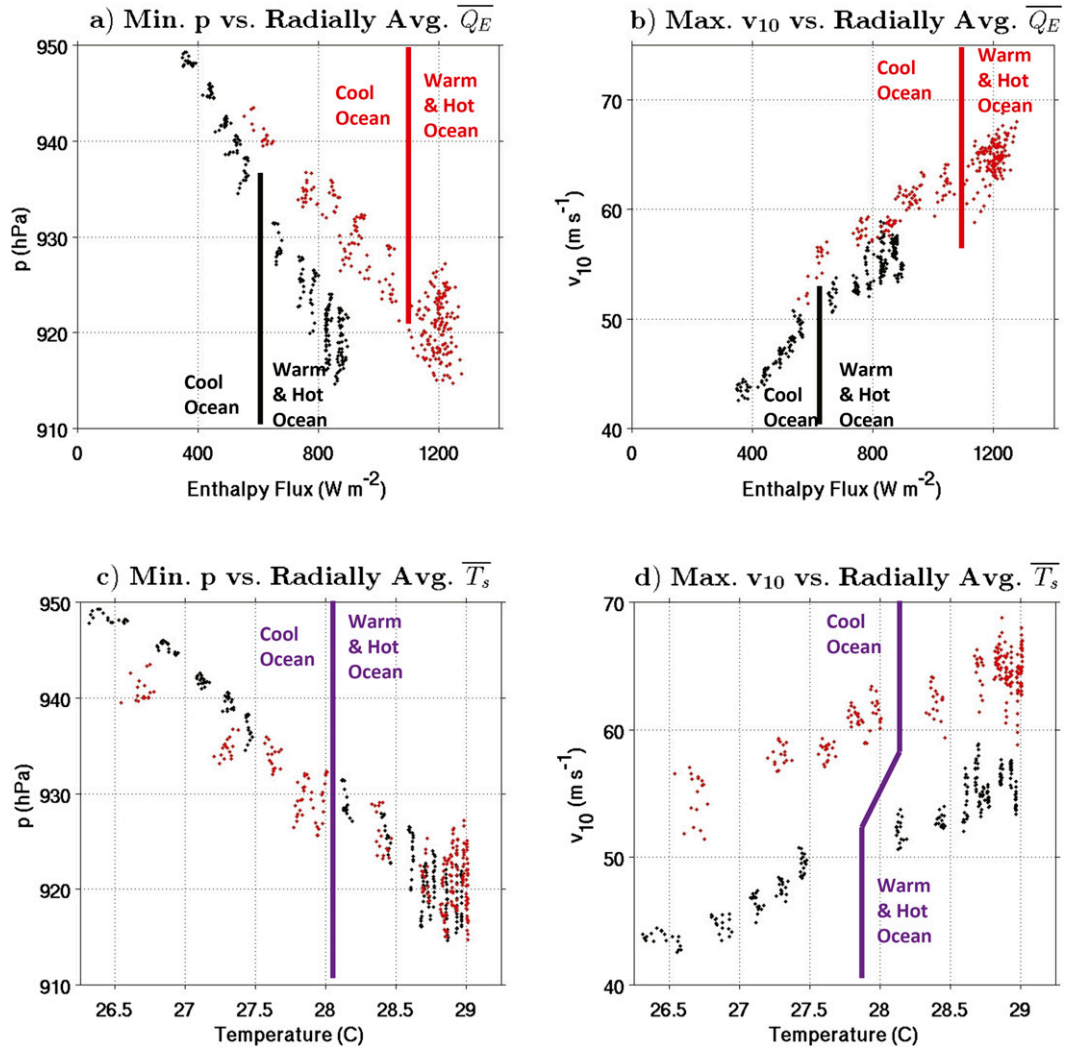 a) Min. p vs. Radially Avg. Q_E
950
940
930
920
910
p (hPa)
Cool
Ocean
Warm
& Hot
Ocean
Cool
Ocean
Warm
& Hot
Ocean
0 400 800 1200
Enthalpy Flux (W m⁻²)
b) Max. v₁₀ vs. Radially Avg. Q_E
70
60
50
40
v₁₀ (m s⁻¹)
Cool
Ocean
Warm
& Hot
Ocean
Cool
Ocean
Warm
& Hot
Ocean
0 400 800 1200
Enthalpy Flux (W m⁻²)
c) Min. p vs. Radially Avg. T_s
950
940
930
920
910
p (hPa)
Cool
Ocean
Warm
& Hot
Ocean
26.5 27 27.5 28 28.5 29
Temperature (C)
d) Max. v₁₀ vs. Radially Avg. T_s
70
60
50
40
v₁₀ (m s⁻¹)
Cool
Ocean
Warm
& Hot
Ocean
26.5 27 27.5 28 28.5 29
Temperature (C)